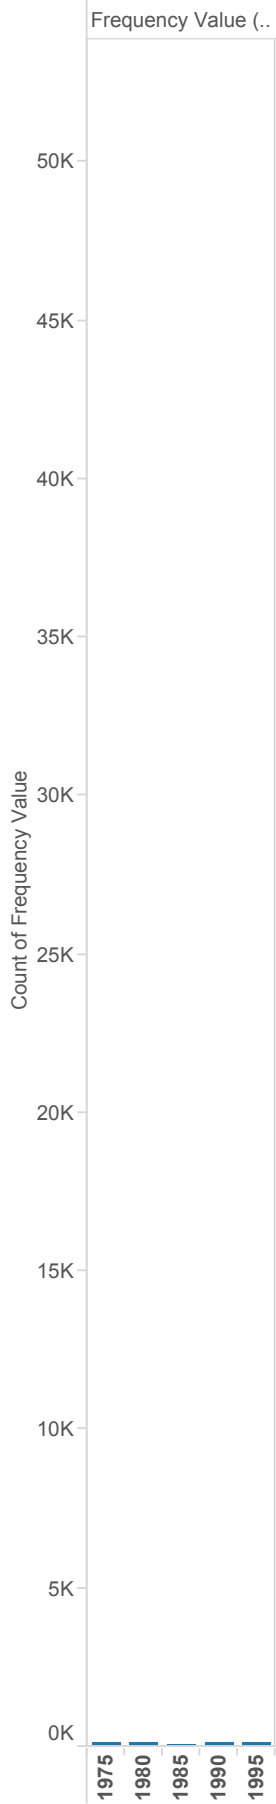 Frequency Value (..
50K
45K
40K
35K
30K
Count of Frequency Value
25K
20K
15K
10K
5K
0K
1975
1980
1985
1990
1995